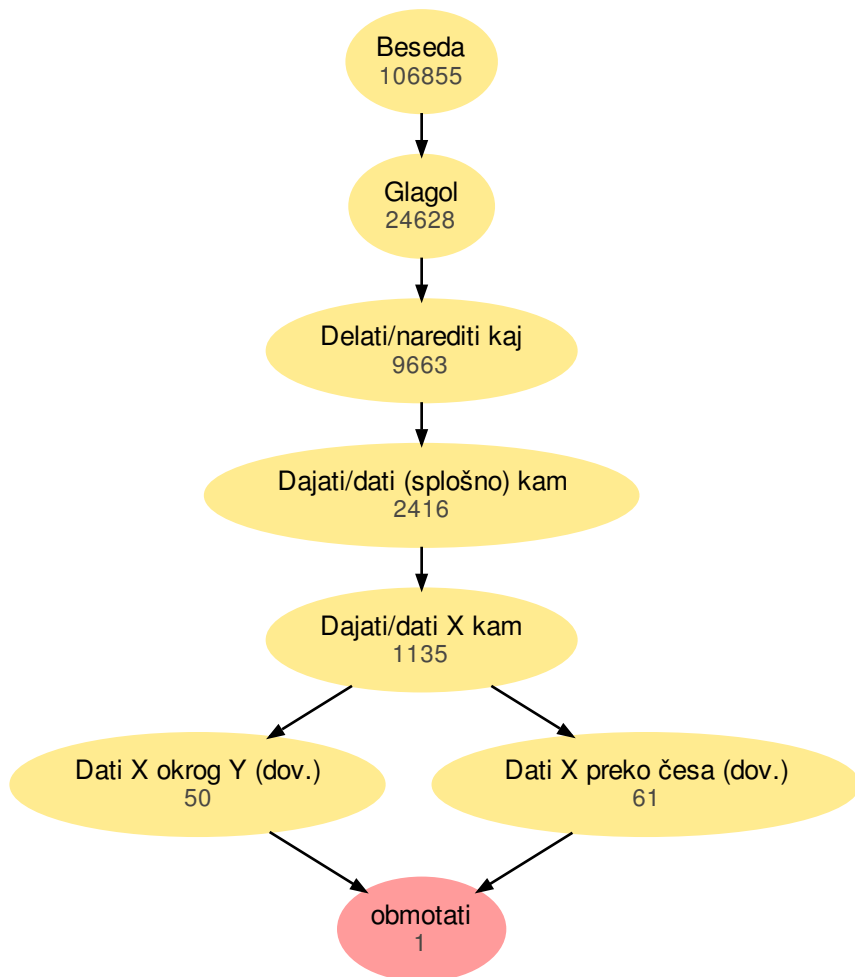 Beseda
106855
Glagol
24628
Delati/narediti kaj
9663
Dajati/dati (splošno) kam
2416
Dajati/dati X kam
1135
Dati X okrog Y (dov.)
50
Dati X preko česa (dov.)
61
obmotati
1